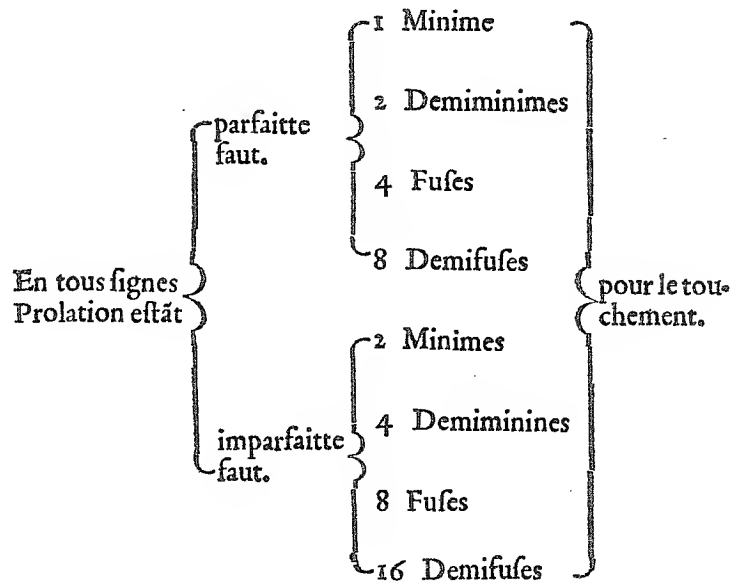 En tous ſignes
Prolation eſtāt
parfaitte
faut.
1 Minime
2 Demiminimes
4 Fuſes
8 Demifuſes
imparfaitte
faut.
2 Minimes
4 Demiminines
8 Fuſes
16 Demifuſes
pour le tou-
chement.